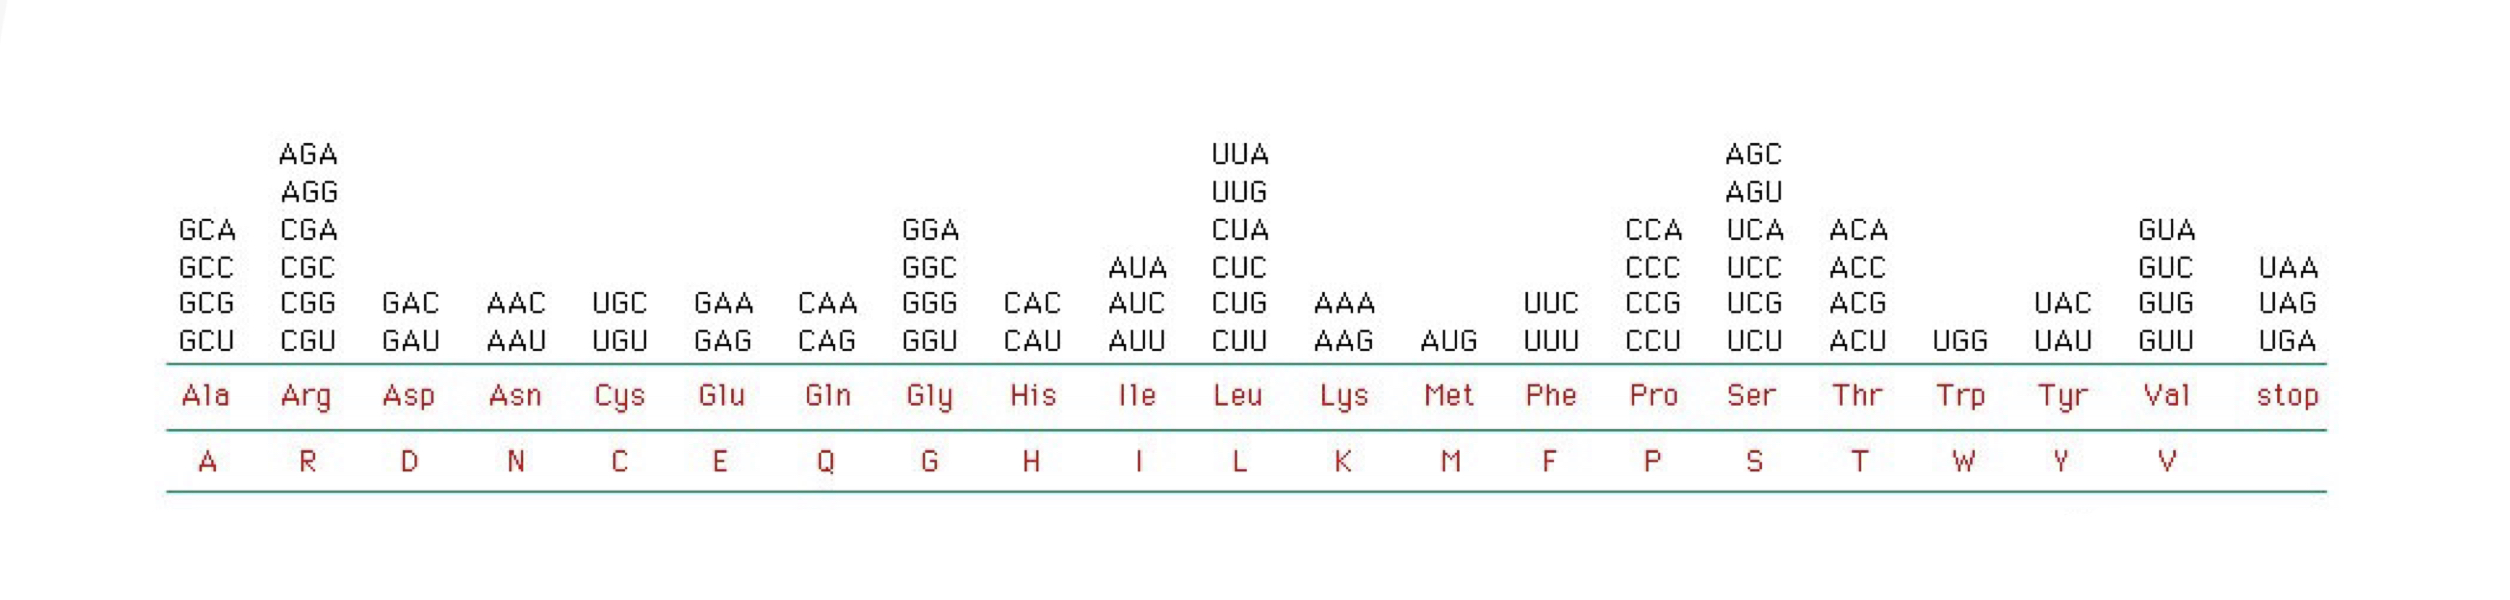 AGA UUA AGC
AGG UUG AGU
GCA CGA GGA CUA CCA UCA ACA GUA
GCC CGC GGC AUA CUC CCC UCC ACC GUC UAA
GCG CGG GAC AAC UGC GAA CAA GGG CAC AUC CUG AAA UUC CCG UCG ACG UAC GUG UAG
GCU CGU GAU AAU UGU GAG CAG GGU CAU AUU CUU AAG AUG UUU CCU UCU ACU UGG UAU GUU UGA
Ala Arg Asp Asn Cys Glu Gln Gly His Ile Leu Lys Met Phe Pro Ser Thr Trp Tyr Val stop
A R D N C E Q G H I L K M F P S T W Y V